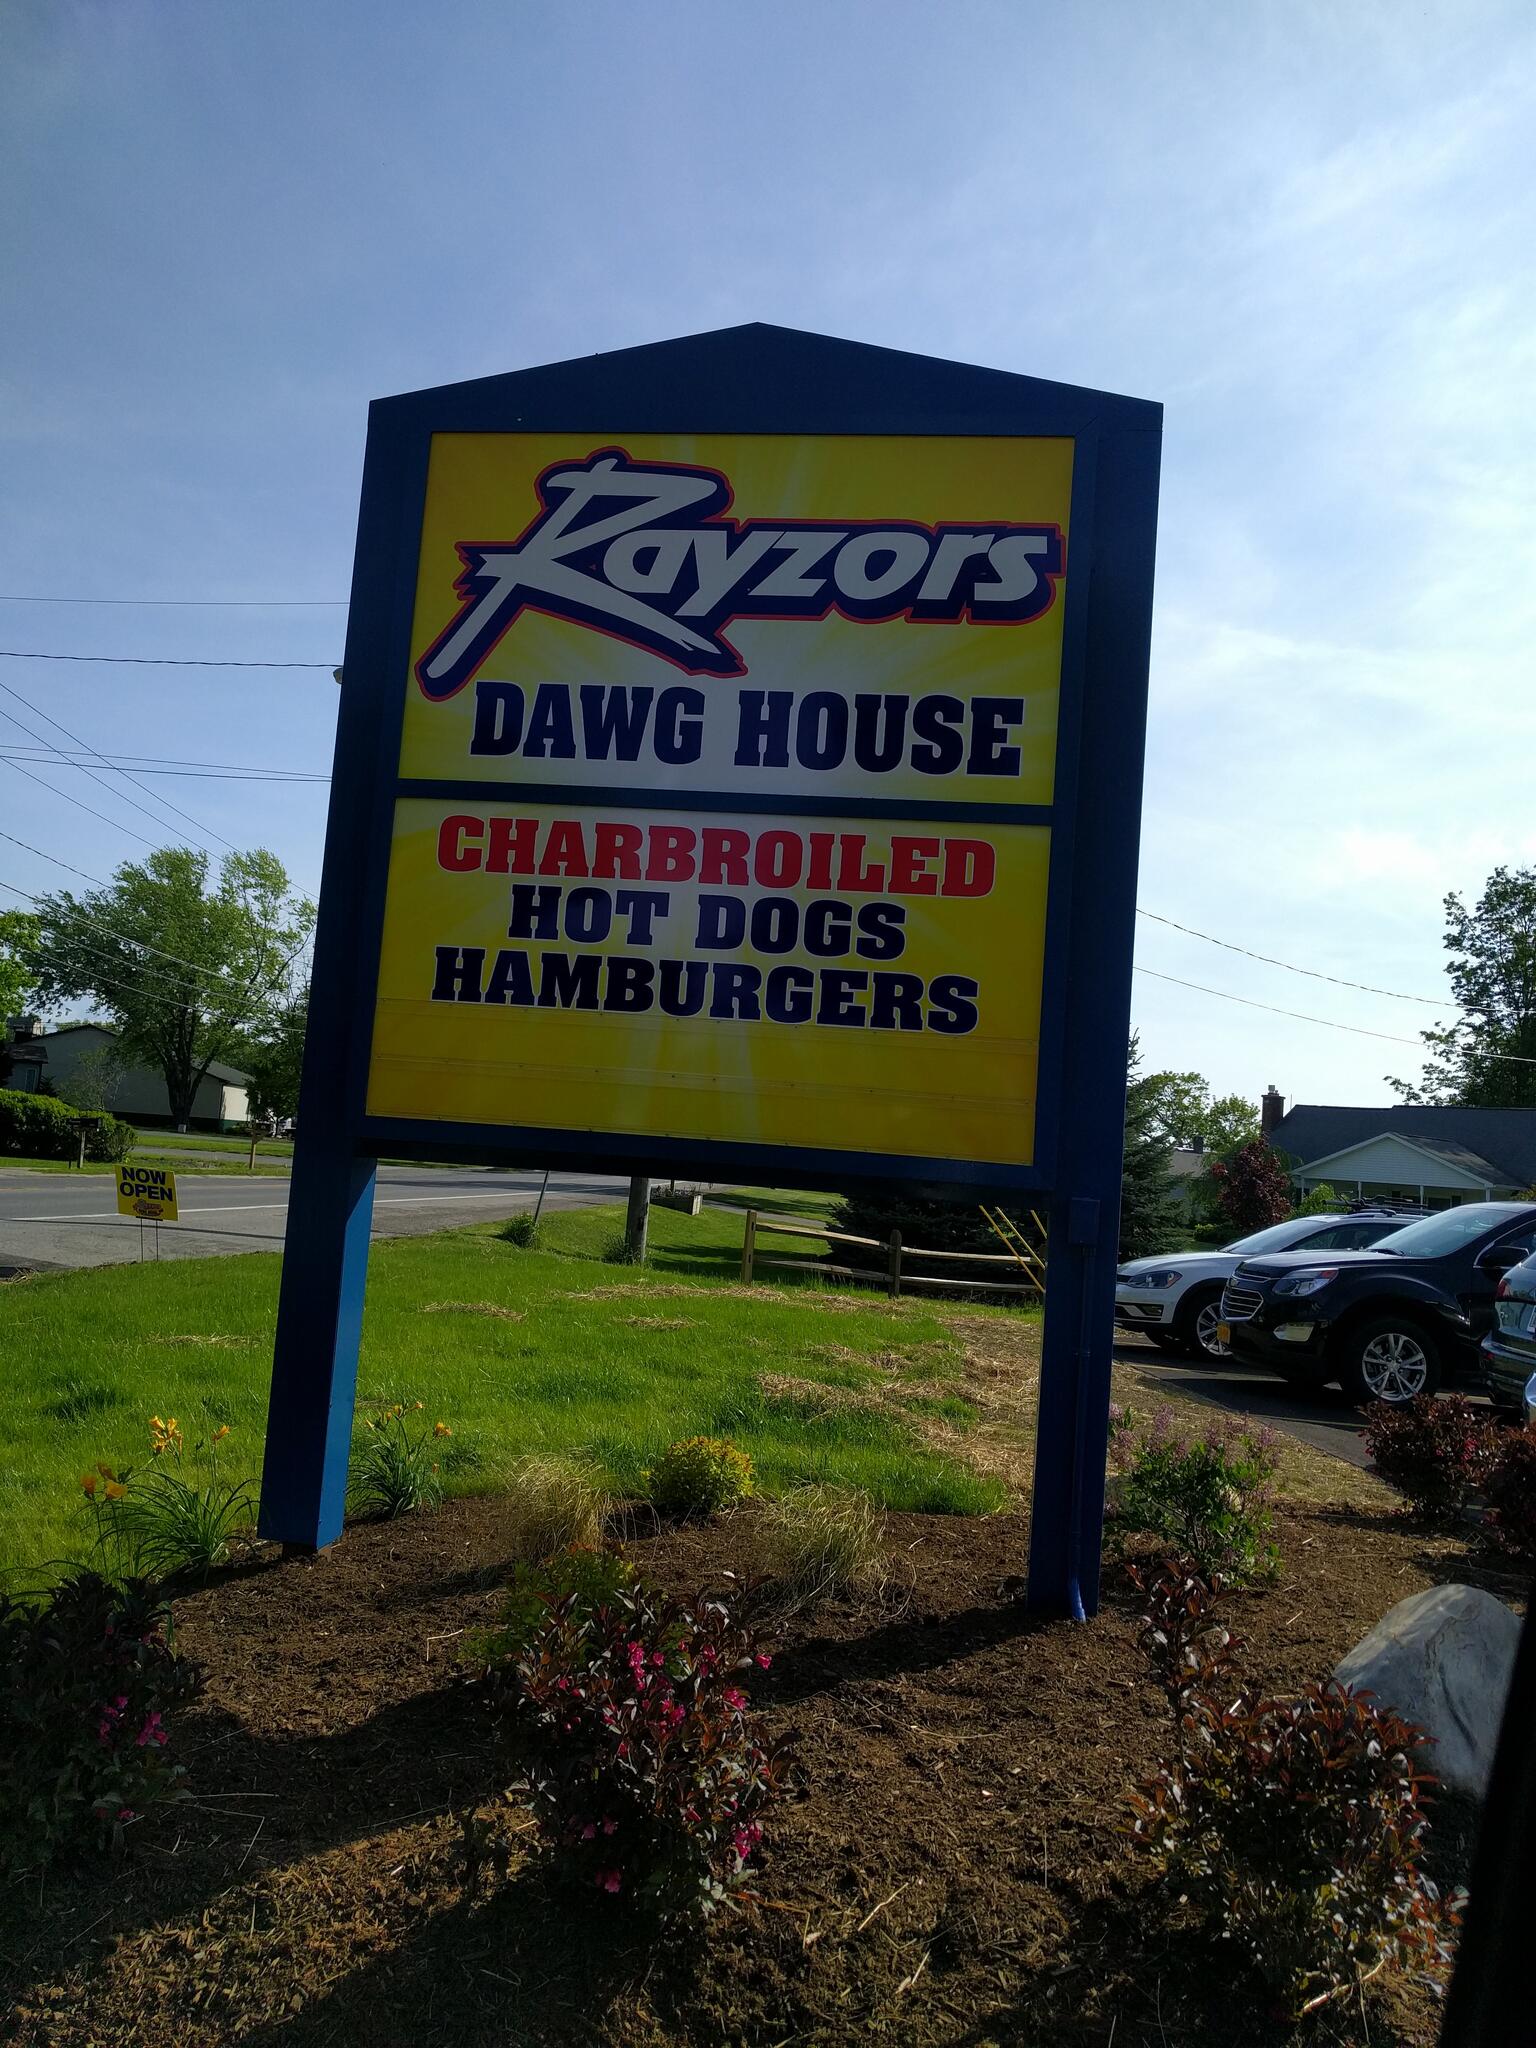 Rayzors
DAWG HOUSE
CHARBROILED
HOT DOGS
HAMBURGERS
NOW
OPEN